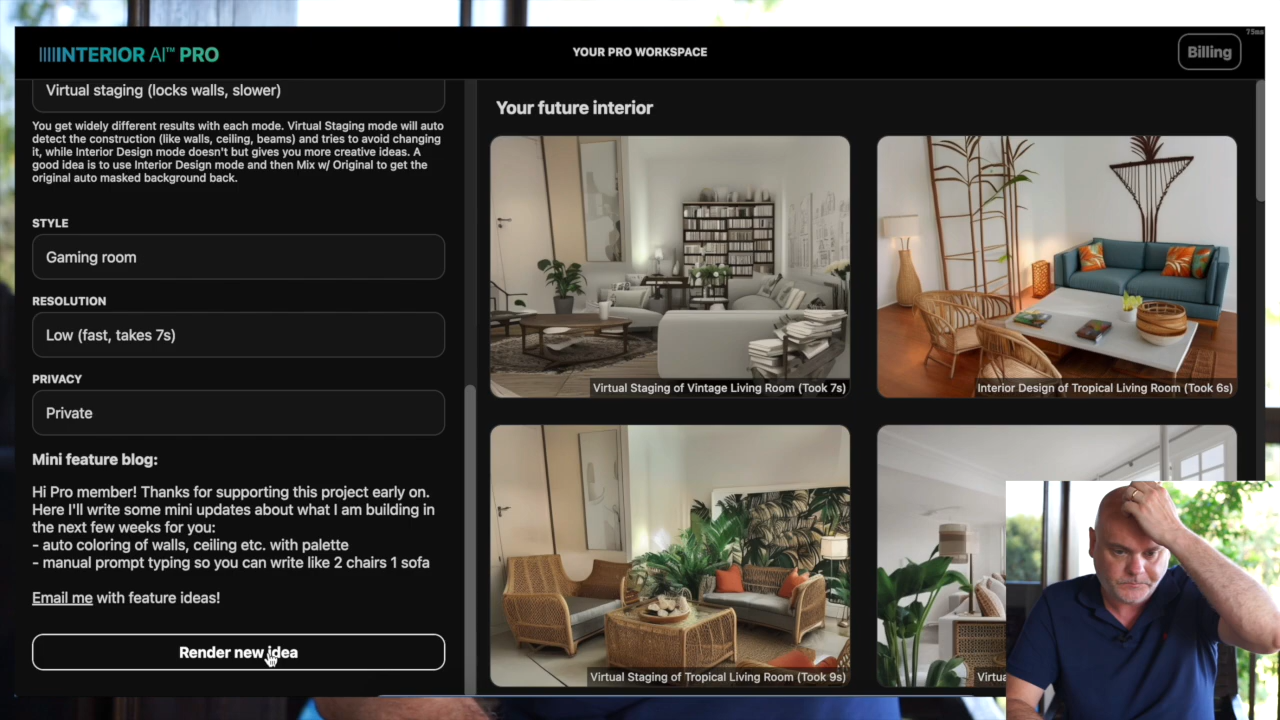 INTERIOR AI™ PRO
YOUR PRO WORKSPACE
Billing
75ms
Virtual staging (locks walls, slower)
You get widely different results with each mode. Virtual Staging mode will auto
detect the construction (like walls, ceiling, beams) and tries to avoid changing
it, while Interior Design mode doesn't but gives you more creative ideas. A
good idea is to use Interior Design mode and then Mix w/ Original to get the
original auto masked background back.
STYLE
Gaming room
RESOLUTION
Low (fast, takes 7s)
PRIVACY
Private
Mini feature blog:
Hi Pro member! Thanks for supporting this project early on.
Here I'll write some mini updates about what I am building in
the next few weeks for you:
- auto coloring of walls, ceiling etc. with palette
- manual prompt typing so you can write like 2 chairs 1 sofa
Email me with feature ideas!
Render new idea
Your future interior
Virtual Staging of Vintage Living Room (Took 7s)
Interior Design of Tropical Living Room (Took 6s)
Virtual Staging of Tropical Living Room (Took 9s)